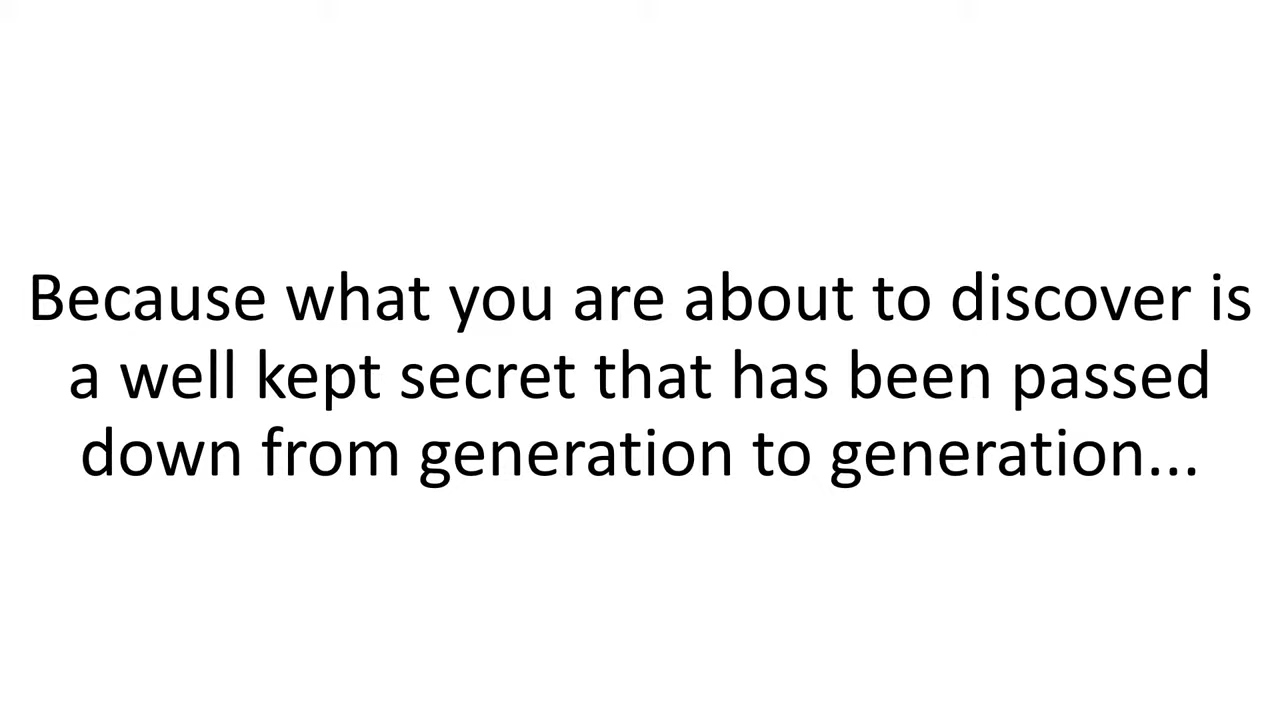 Because what you are about to discover is
a well kept secret that has been passed
down from generation to generation...